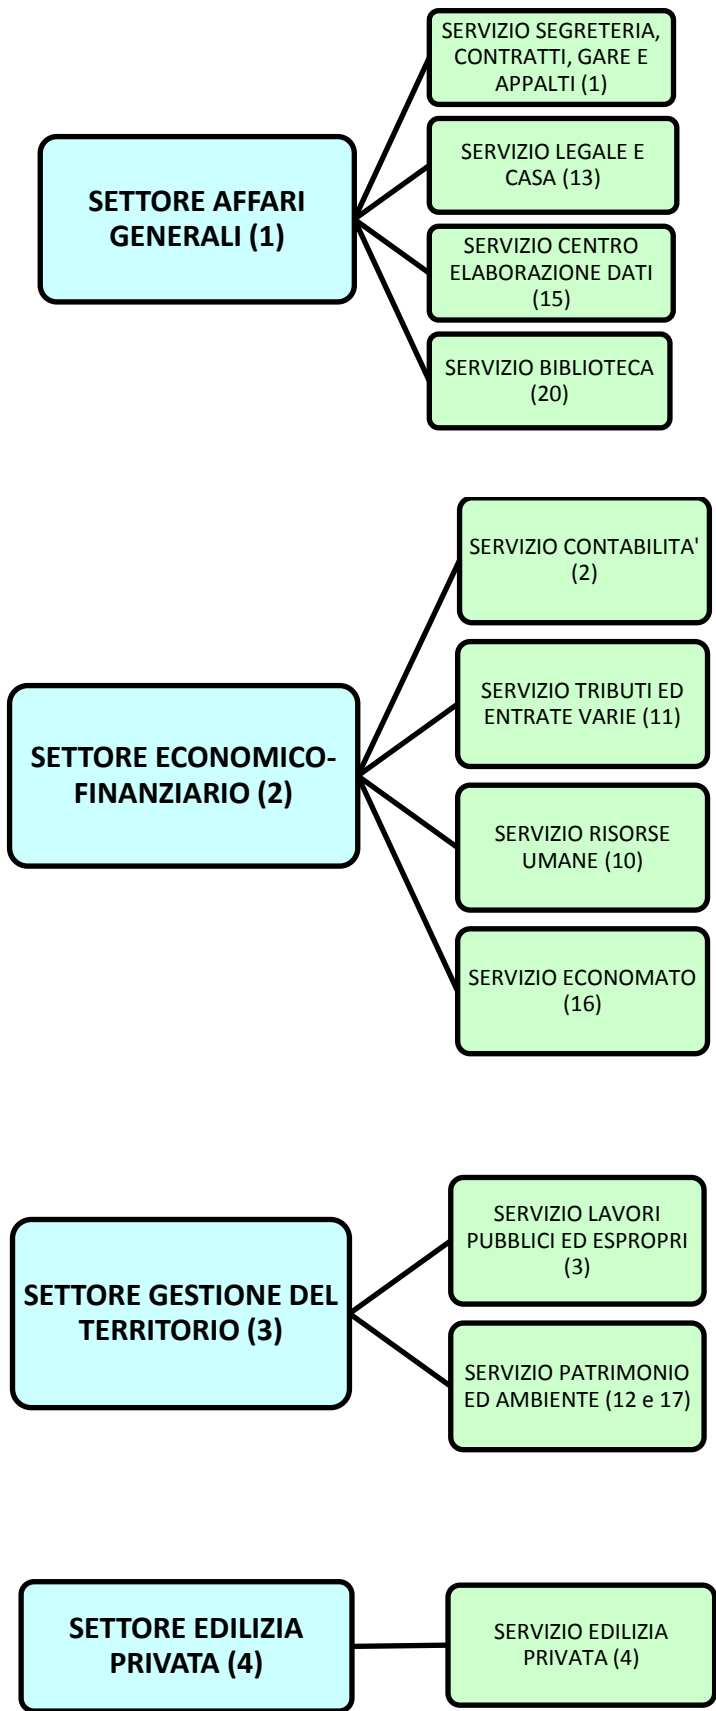 SETTORE AFFARI
GENERALI (1)
SERVIZIO SEGRETERIA,
CONTRATTI, GARE E
APPALTI (1)
SERVIZIO LEGALE E
CASA (13)
SERVIZIO CENTRO
ELABORAZIONE DATI
(15)
SERVIZIO BIBLIOTECA
(20)
SETTORE ECONOMICO-
FINANZIARIO (2)
SERVIZIO CONTABILITA'
(2)
SERVIZIO TRIBUTI ED
ENTRATE VARIE (11)
SERVIZIO RISORSE
UMANE (10)
SERVIZIO ECONOMATO
(16)
SETTORE GESTIONE DEL
TERRITORIO (3)
SERVIZIO LAVORI
PUBBLICI ED ESPROPRI
(3)
SERVIZIO PATRIMONIO
ED AMBIENTE (12 e 17)
SETTORE EDILIZIA
PRIVATA (4)
SERVIZIO EDILIZIA
PRIVATA (4)